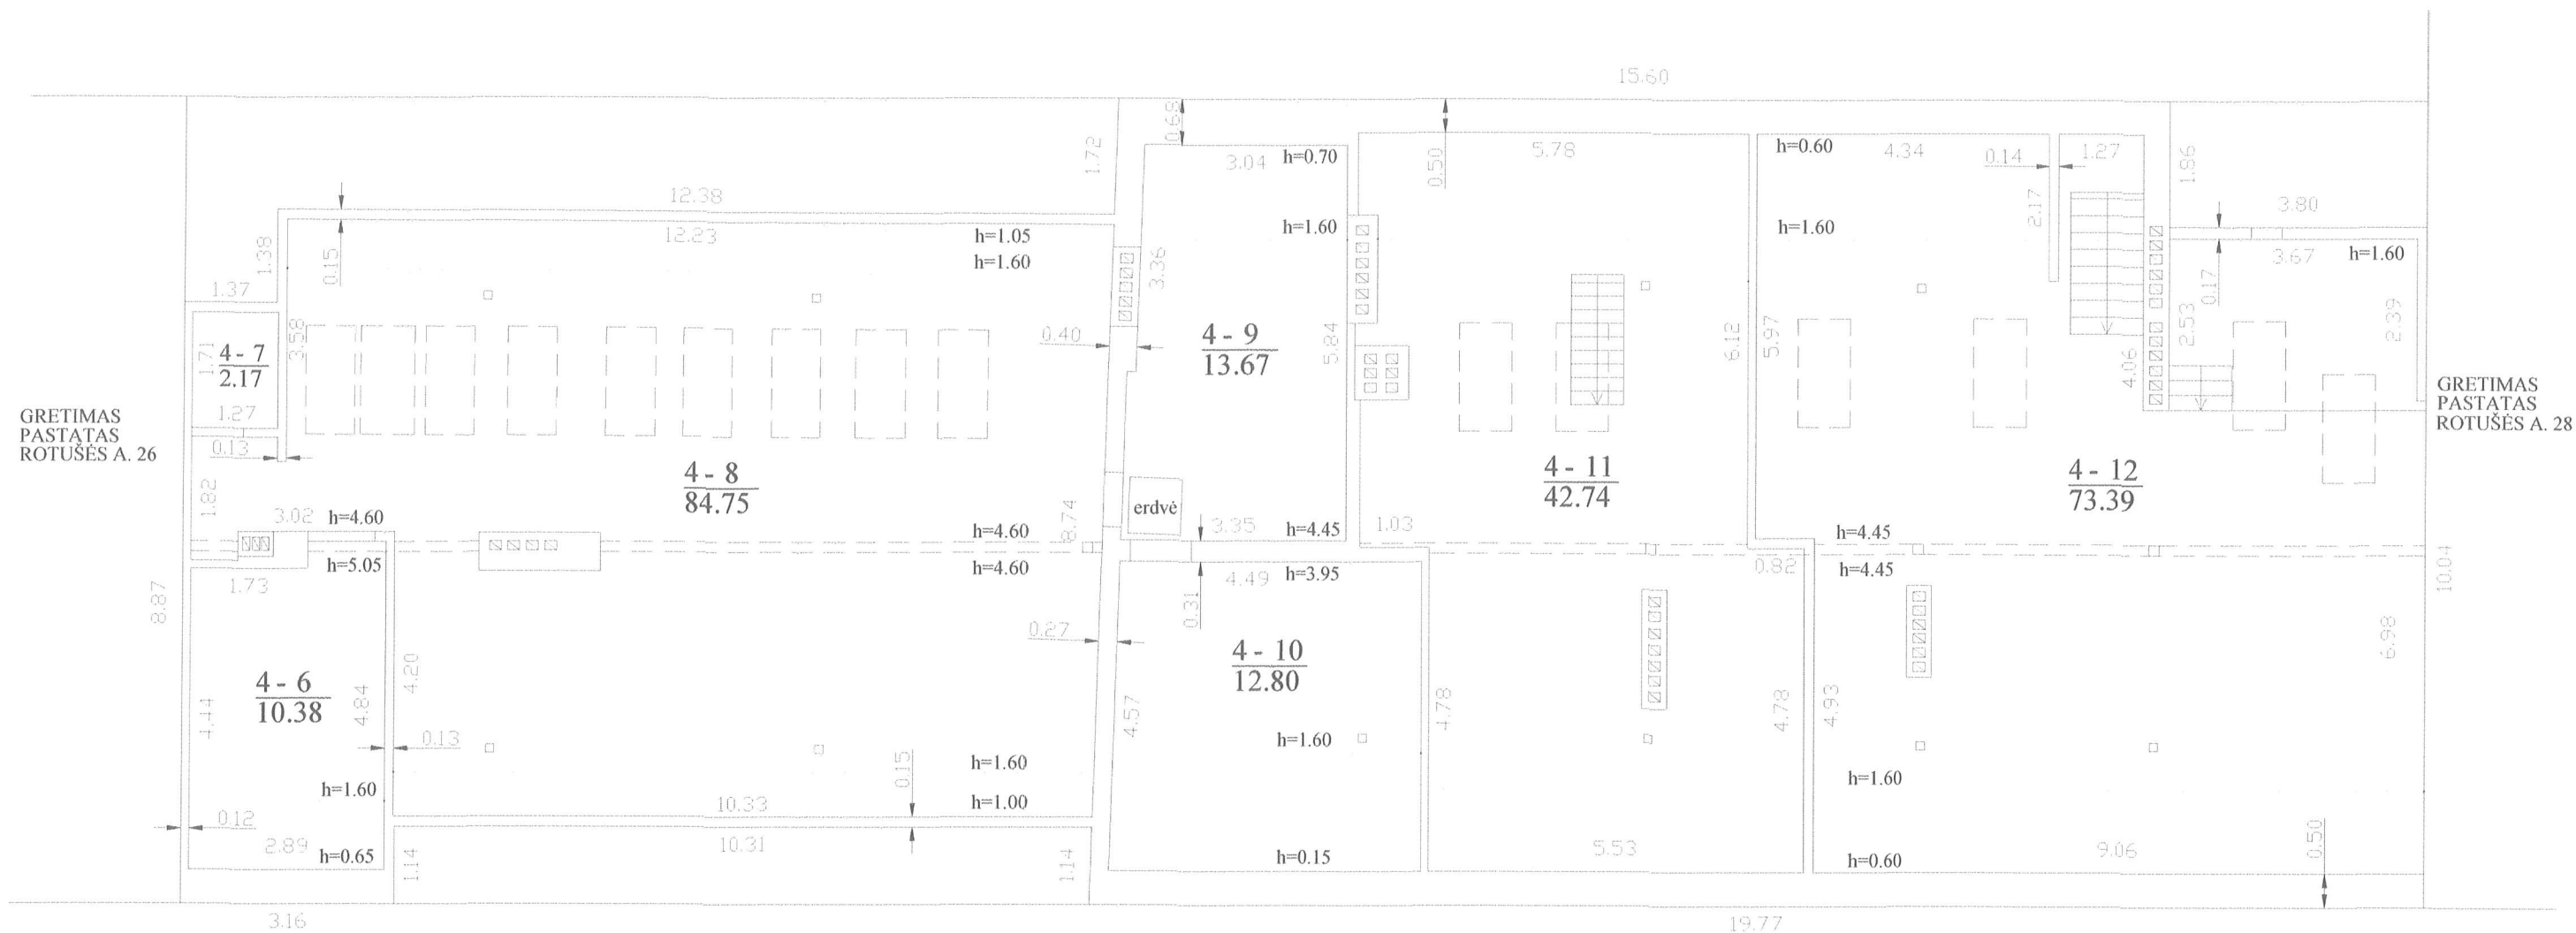 15.60
0.68
1.72
3.04 h=0.70
0.50
5.78
h=0.60
4.34
0.14
1.27
1.86
12.38
12.23
h=1.05
h=1.60
1.38
0.15
1.37
3.36
h=1.60
h=1.60
2.17
3.80
3.67
h=1.60
0.17
2.53
2.39
3.58
1.71
4 - 7
2.17
1.27
0.13
0.40
4 - 9
13.67
5.84
6.12
5.97
4.06
GRETIMAS
PASTATAS
ROTUŠĖS A. 26
GRETIMAS
PASTATAS
ROTUŠĖS A. 28
1.82
4 - 8
84.75
4 - 11
42.74
4 - 12
73.39
3.02 h=4.60
h=4.60
8.74
erdvė
3.35 h=4.45
1.03
h=4.45
h=5.05
h=4.60
4.49 h=3.95
0.82
h=4.45
10.04
1.73
8.87
0.31
0.27
4 - 10
12.80
6.98
4 - 6
10.38
4.44
4.84
4.20
4.57
4.78
4.78
4.93
0.13
h=1.60
h=1.60
0.15
h=1.60
h=1.60
10.33
h=1.00
0.12
2.89 h=0.65
1.14
10.31
1.14
h=0.15
5.53
h=0.60
9.06
0.50
3.16
19.77